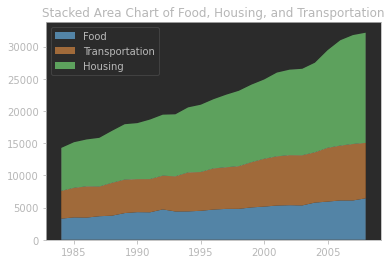 Stacked Area Chart of Food, Housing, and Transportation
Food
Transportation
Housing
30000
25000
20000
15000
10000
5000
0
1985 1990 1995 2000 2005